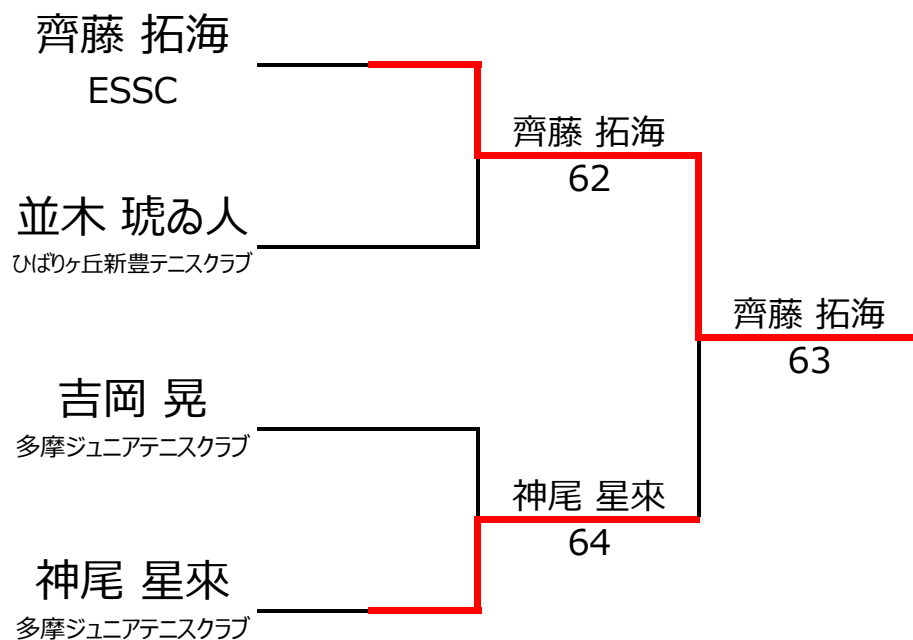 齊藤 拓海
ESSC
並木 琥ゐ人
ひばりヶ丘新豊テニスクラブ
吉岡 晃
多摩ジュニアテニスクラブ
神尾 星來
多摩ジュニアテニスクラブ
齊藤 拓海
62
神尾 星來
64
齊藤 拓海
63